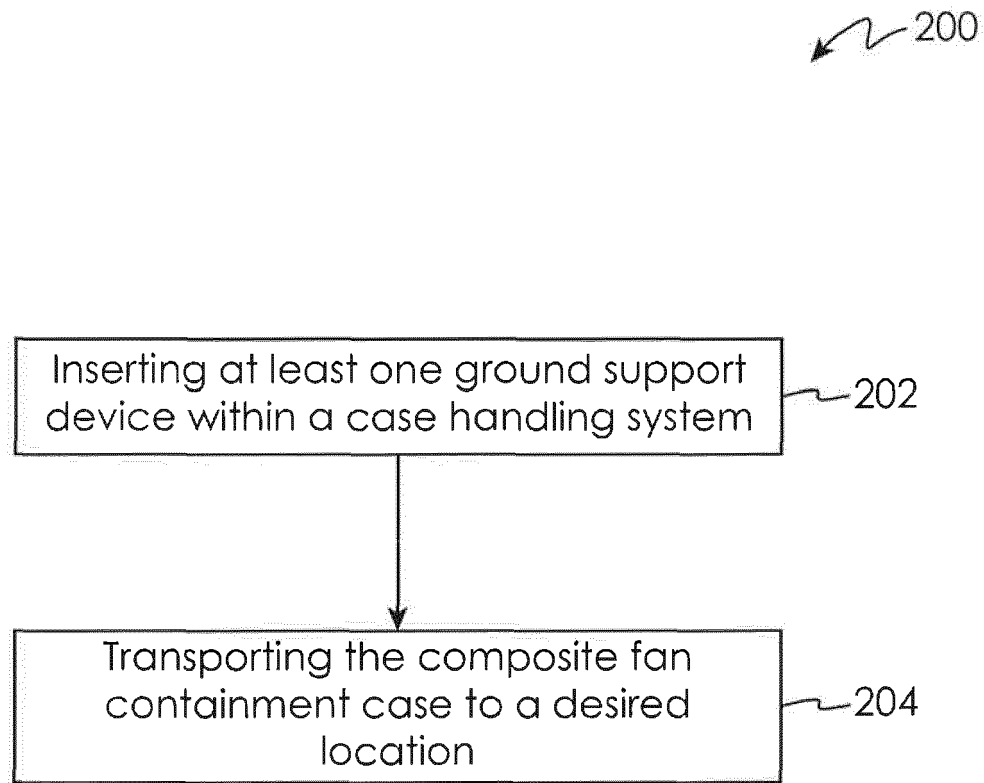 200
Inserting at least one ground support
device within a case handling system
202
Transporting the composite fan
containment case to a desired
location
204